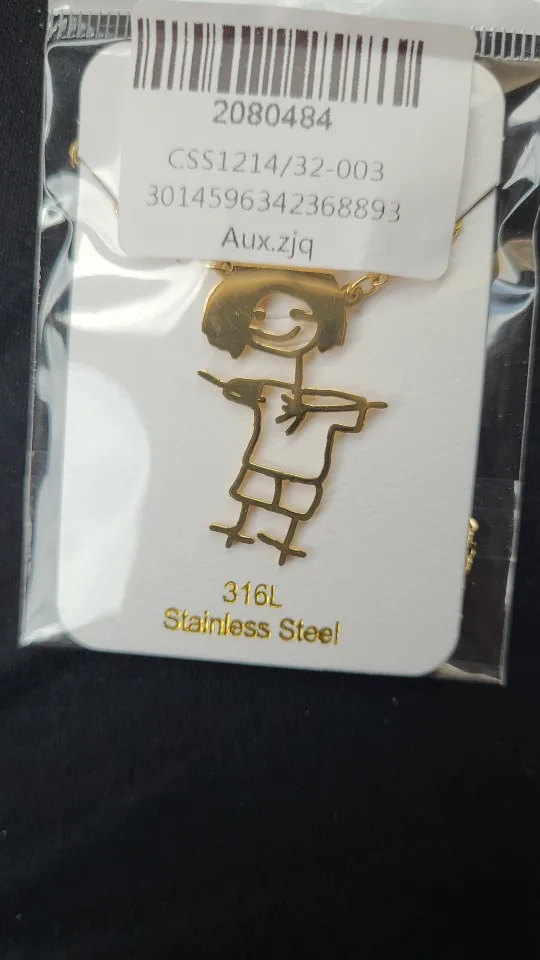 2080484
CSS1214/32-003
3014596342368893
Aux.zjq
316L
Stainless Steel